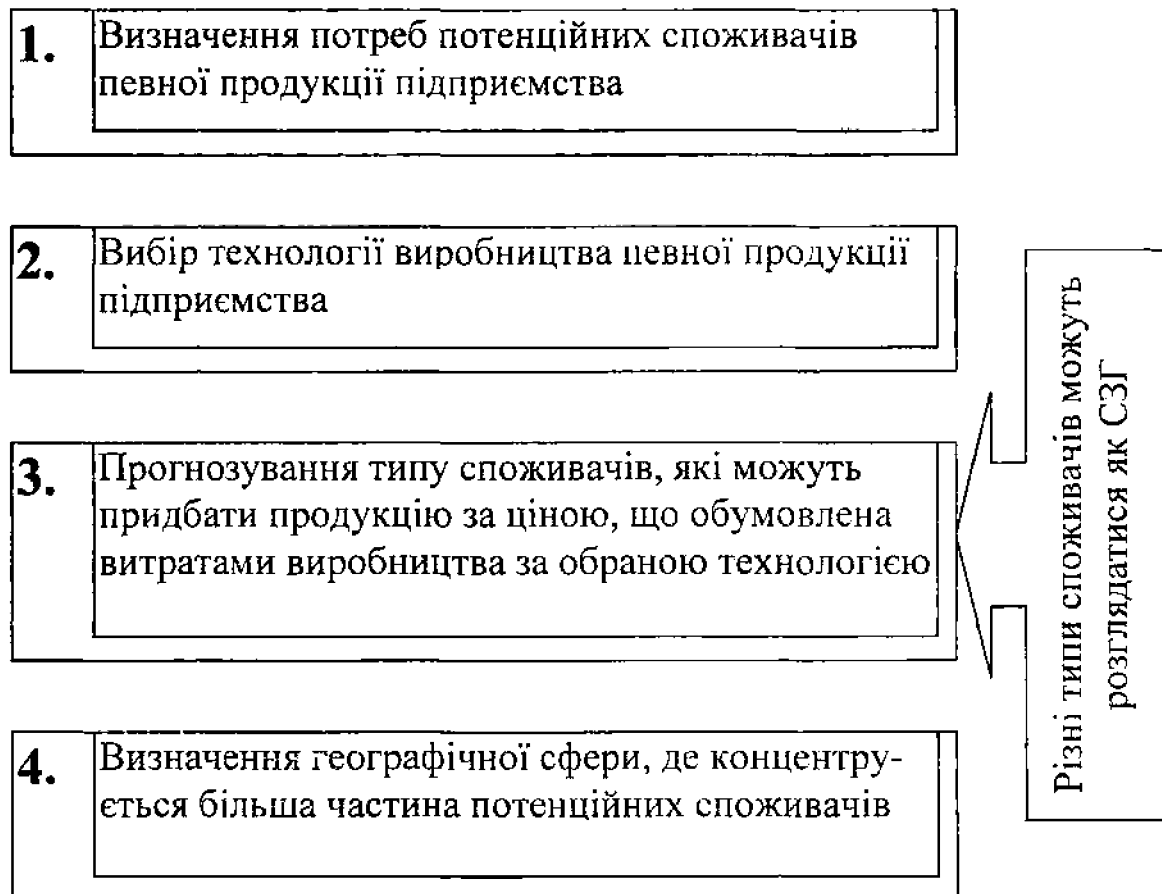 1. Визначення потреб потенційних споживачів
певної продукції підприємства
2. Вибір технології виробництва певної продукції
підприємства
3. Прогнозування типу споживачів, які можуть
придбати продукцію за ціною, що обумовлена
витратами виробництва за обраною технологією
4. Визначення географічної сфери, де концентру-
ється більша частина потенційних споживачів
Різні типи споживачів можуть
розглядатися як СЗГ